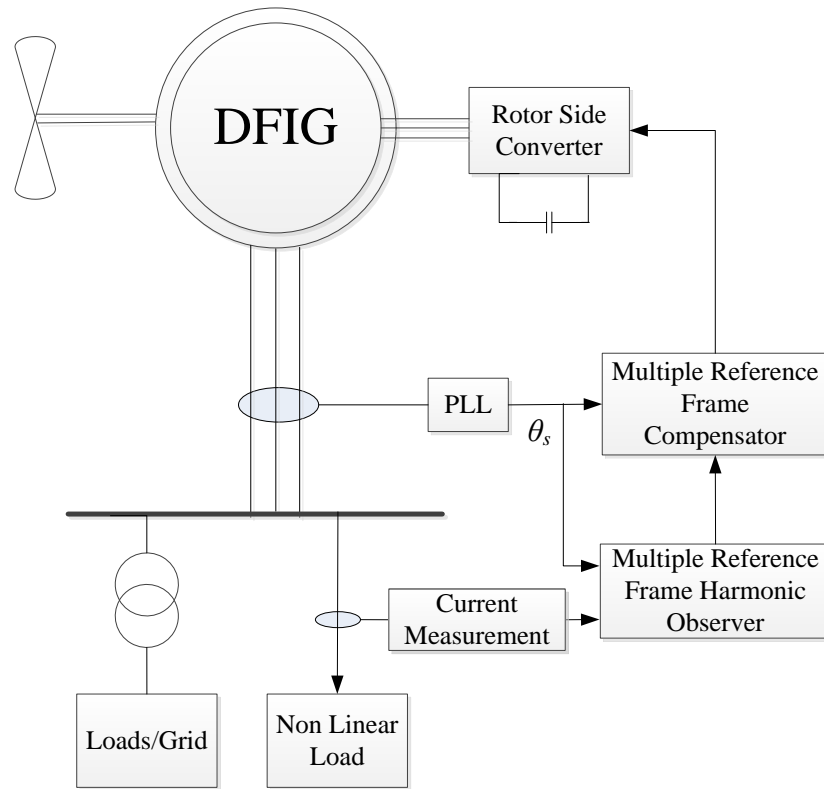 DFIG
Rotor Side
Converter
PLL
θs
Multiple Reference
Frame
Compensator
Multiple Reference
Frame Harmonic
Observer
Current
Measurement
Loads/Grid
Non Linear
Load